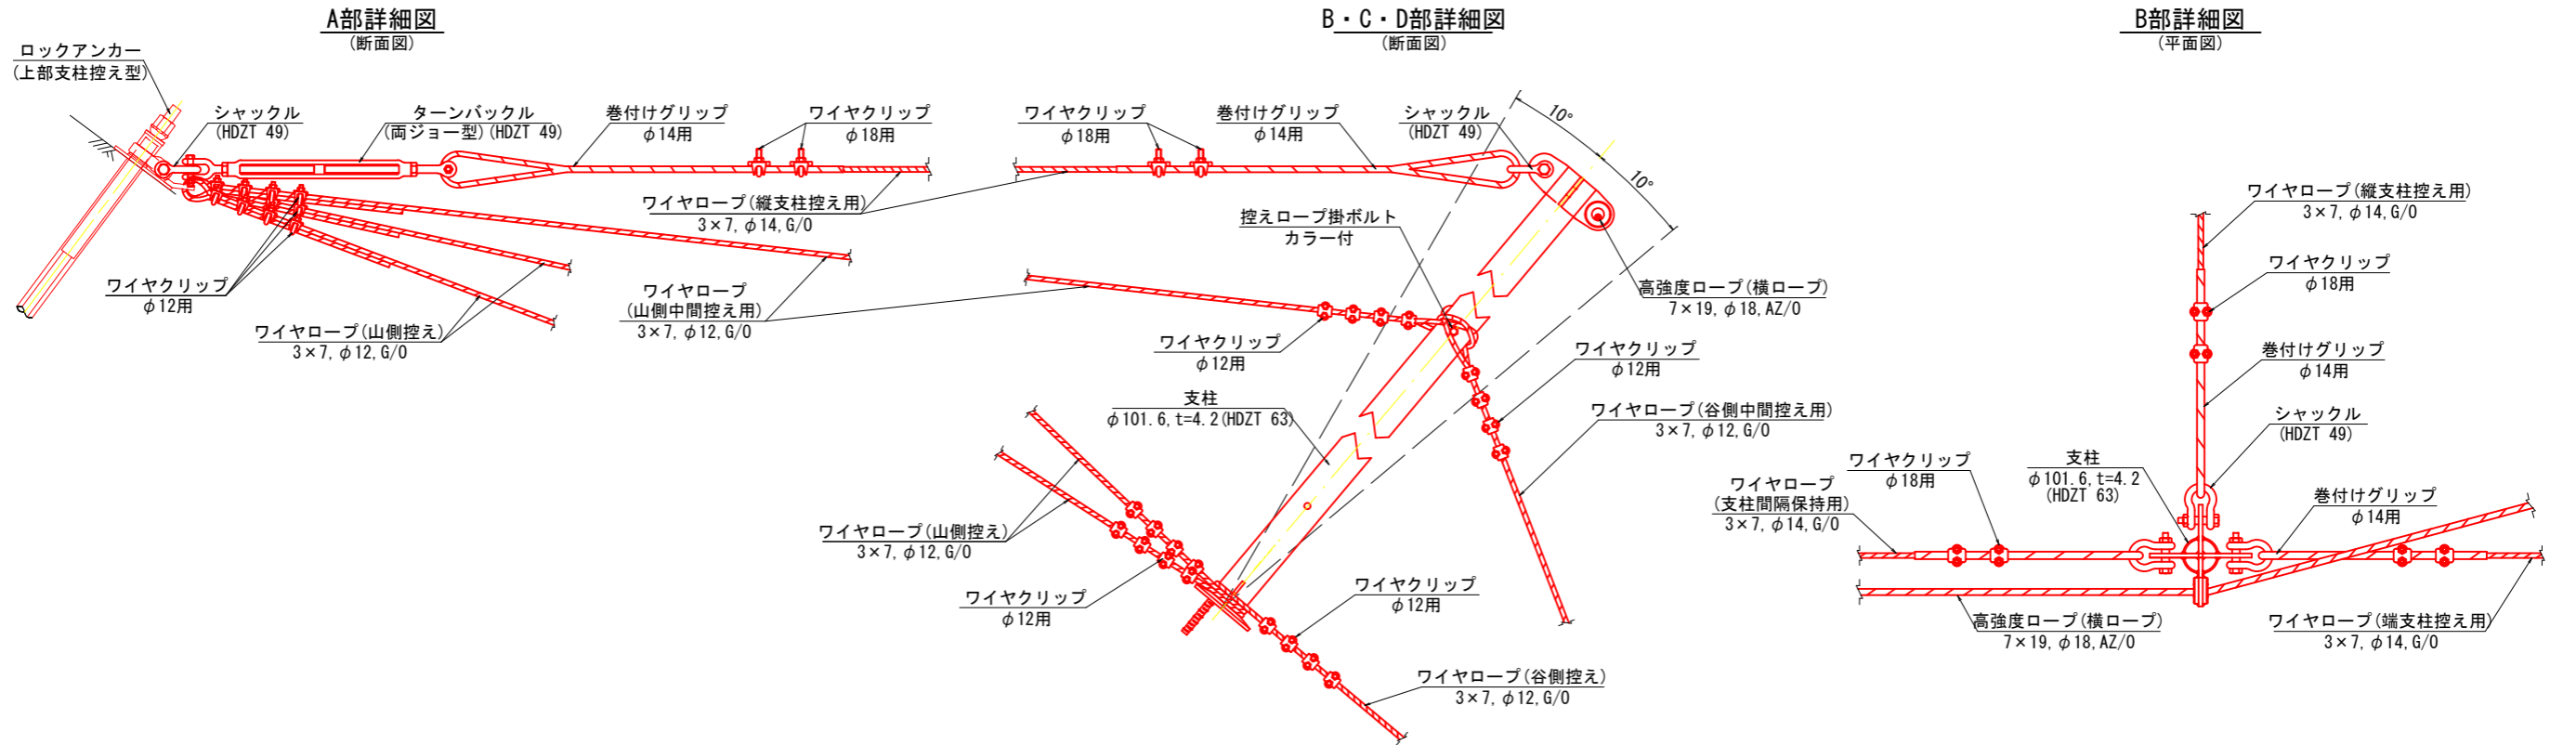 A部詳細図
(断面図)
ロックアンカー
(上部支柱控え型)
シャックル
(HDZT 49)
ターンバックル
(両ジョー型)(HDZT 49)
巻付けグリップ
φ14用
ワイヤクリップ
φ18用
ワイヤロープ(縦支柱控え用)
3×7, φ14, G/O
ワイヤクリップ
φ12用
ワイヤロープ(山側控え)
3×7, φ12, G/O
ワイヤロープ
(山側中間控え用)
3×7, φ12, G/O
B・C・D部詳細図
(断面図)
ワイヤクリップ
φ18用
巻付けグリップ
φ14用
シャックル
(HDZT 49)
10°
10°
控えロープ掛ボルト
カラー付
高強度ロープ(横ロープ)
7×19, φ18, AZ/O
ワイヤクリップ
φ12用
ワイヤクリップ
φ12用
支柱
φ101.6, t=4.2(HDZT 63)
ワイヤロープ(谷側中間控え用)
3×7, φ12, G/O
ワイヤロープ(山側控え)
3×7, φ12, G/O
ワイヤクリップ
φ12用
ワイヤクリップ
φ12用
ワイヤロープ(谷側控え)
3×7, φ12, G/O
B部詳細図
(平面図)
ワイヤロープ(縦支柱控え用)
3×7, φ14, G/O
ワイヤクリップ
φ18用
巻付けグリップ
φ14用
シャックル
(HDZT 49)
ワイヤクリップ
φ18用
支柱
φ101.6, t=4.2
(HDZT 63)
ワイヤロープ
(支柱間隔保持用)
3×7, φ14, G/O
巻付けグリップ
φ14用
高強度ロープ(横ロープ)
7×19, φ18, AZ/O
ワイヤロープ(端支柱控え用)
3×7, φ14, G/O